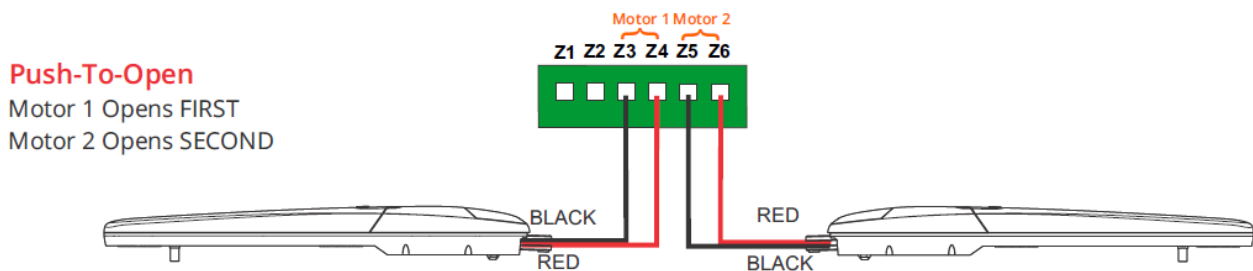 Motor 1 Motor 2
Z1 Z2 Z3 Z4 Z5 Z6
Push-To-Open
Motor 1 Opens FIRST
Motor 2 Opens SECOND
BLACK
RED
RED
BLACK